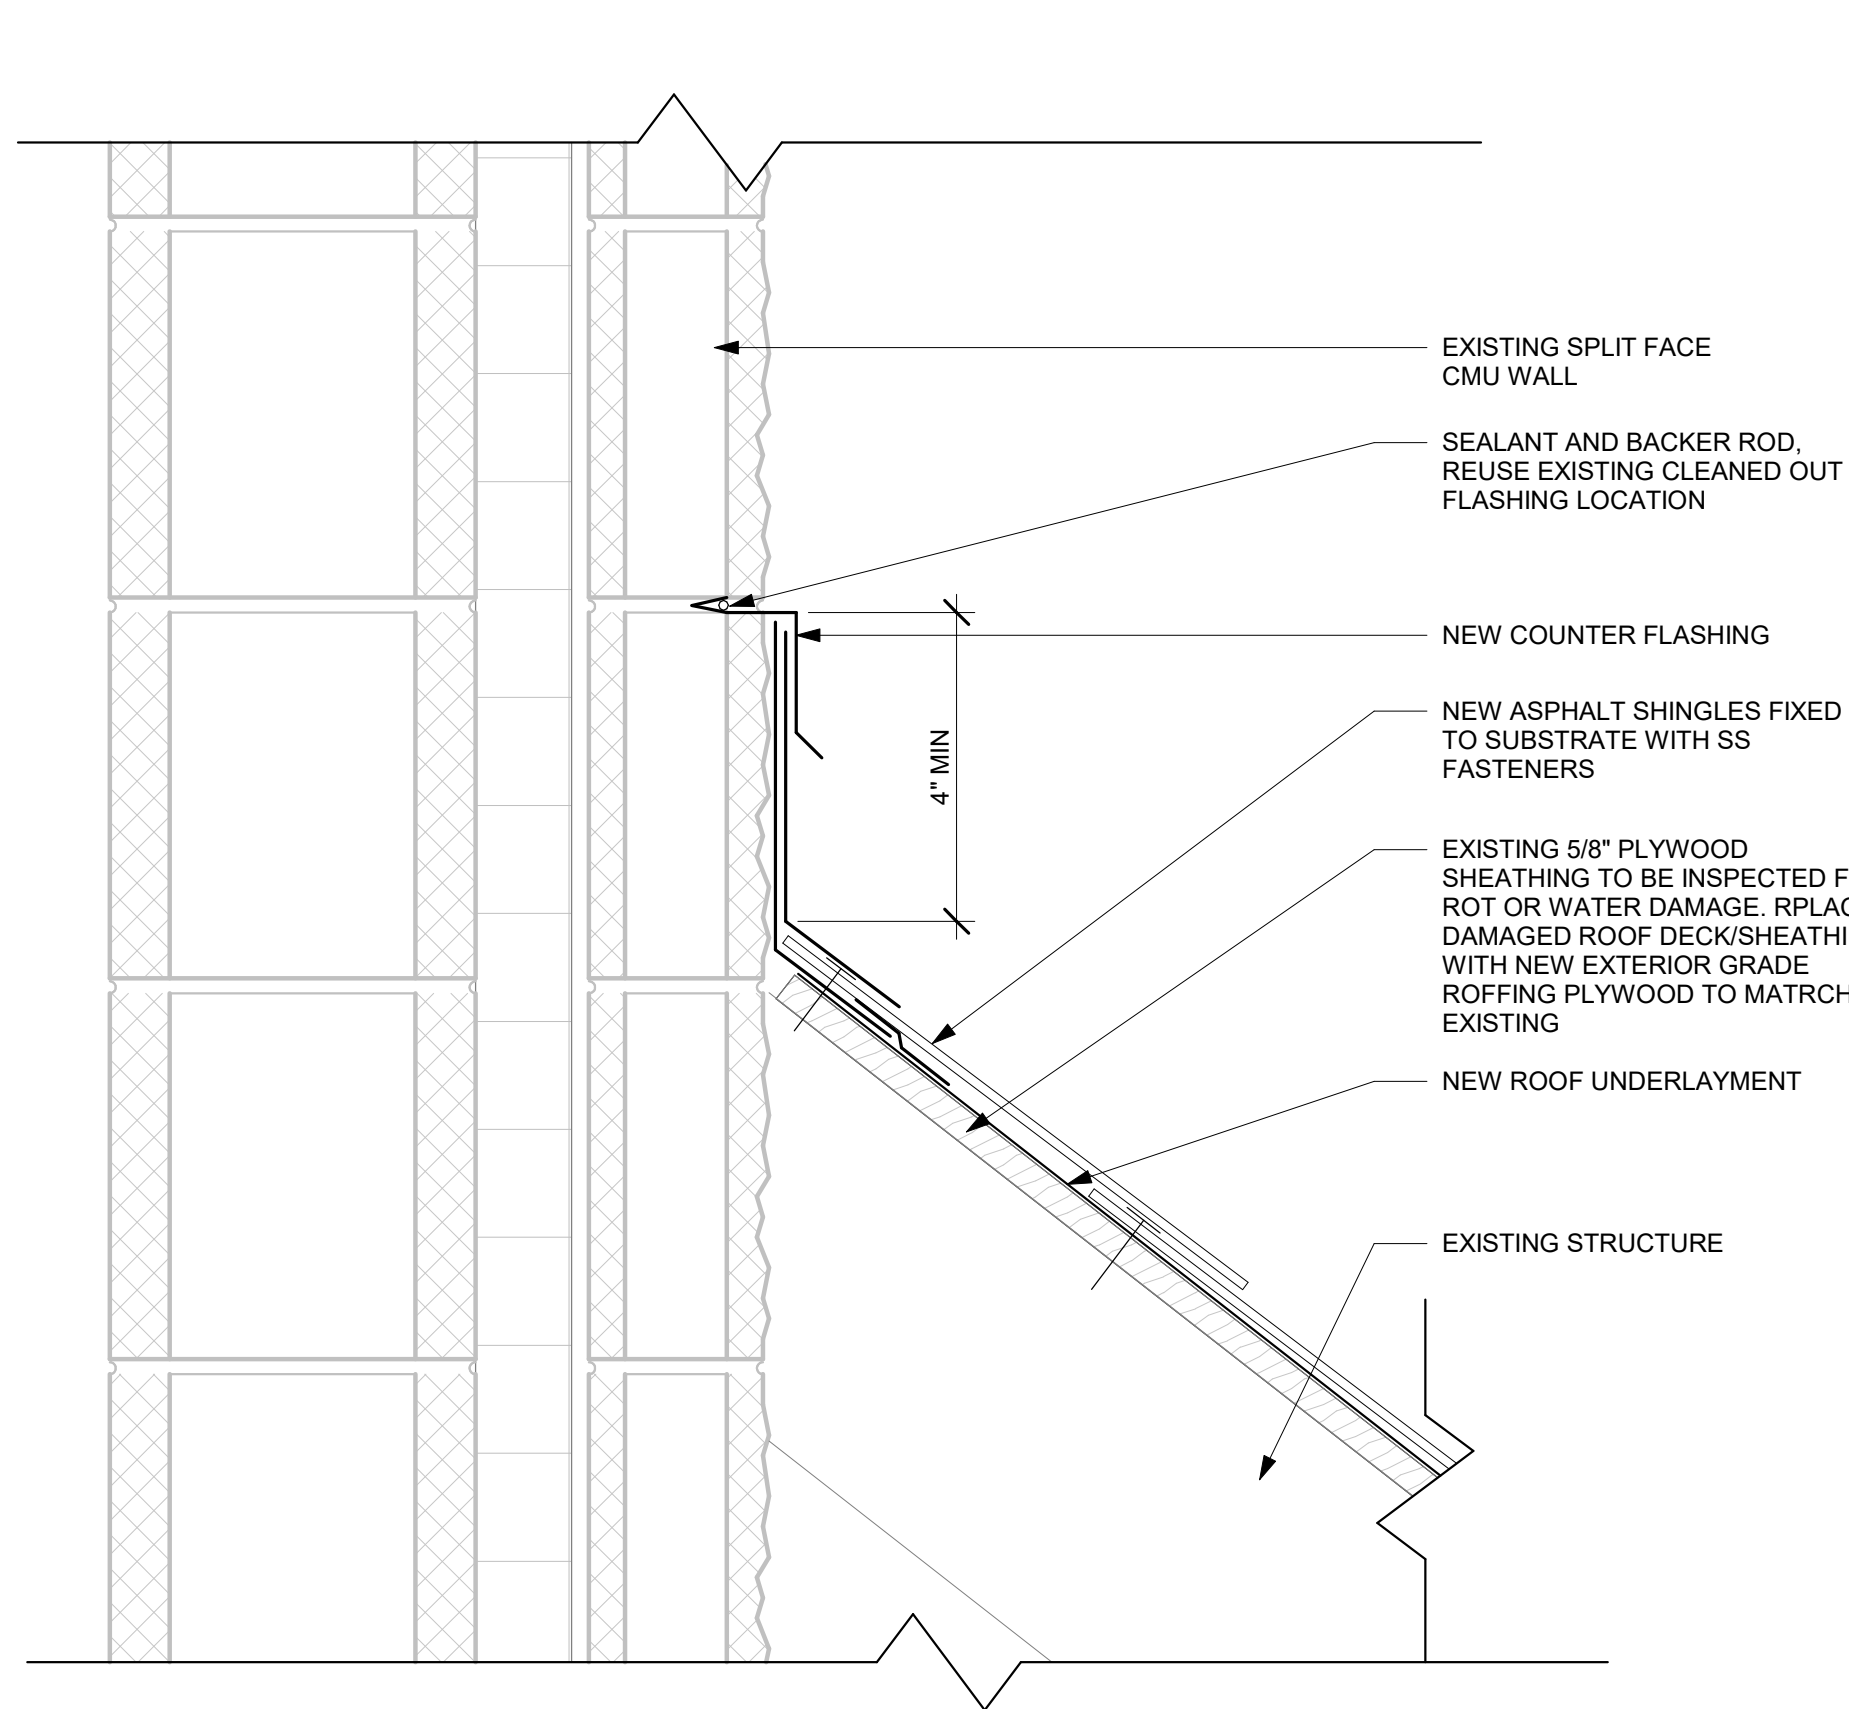 EXISTING SPLIT FACE
CMU WALL
SEALANT AND BACKER ROD,
REUSE EXISTING CLEANED OUT
FLASHING LOCATION
NEW COUNTER FLASHING
4" MIN
NEW ASPHALT SHINGLES FIXED
TO SUBSTRATE WITH SS
FASTENERS
EXISTING 5/8" PLYWOOD
SHEATHING TO BE INSPECTED
ROT OR WATER DAMAGE.
DAMAGED ROOF
WITH NEW EXTERIOR GRADE
ROFFING PLYWOOD TO MATRCH
EXISTING
NEW ROOF UNDERLAYMENT
EXISTING STRUCTURE